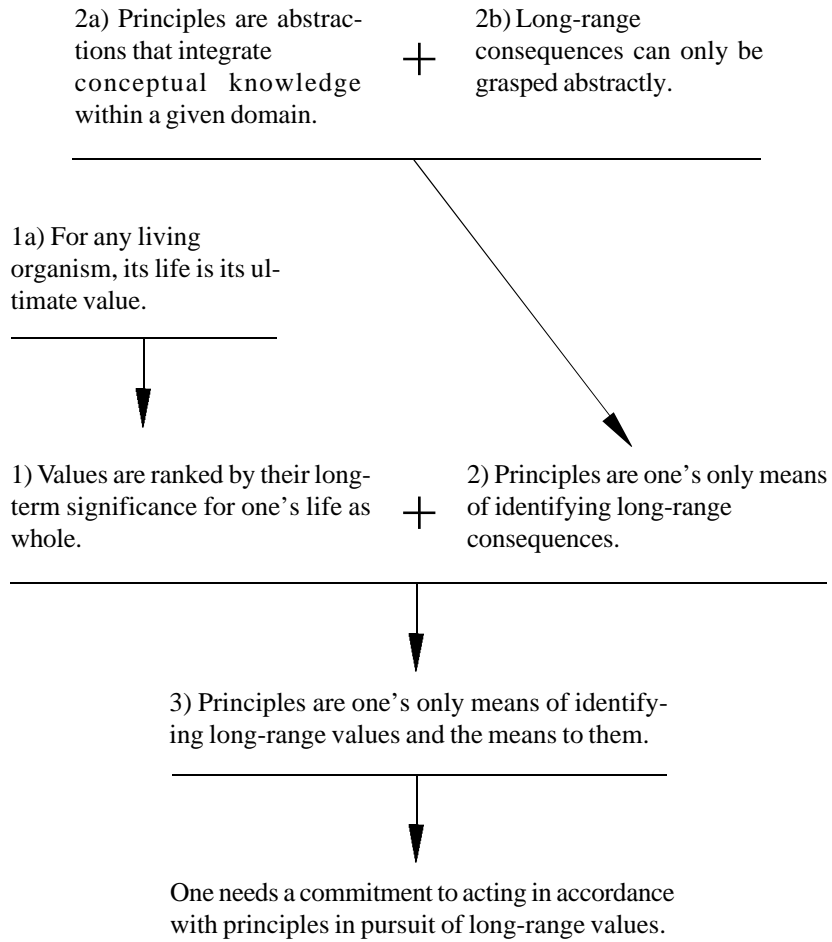 2a) Principles are abstrac-
tions that integrate
conceptual knowledge
within a given domain.
+
2b) Long-range
consequences can only be
grasped abstractly.
1a) For any living
organism, its life is its ul-
timate value.
1) Values are ranked by their long-
term significance for one's life as
whole.
+
2) Principles are one's only means
of identifying long-range
consequences.
3) Principles are one's only means of identify-
ing long-range values and the means to them.
One needs a commitment to acting in accordance
with principles in pursuit of long-range values.